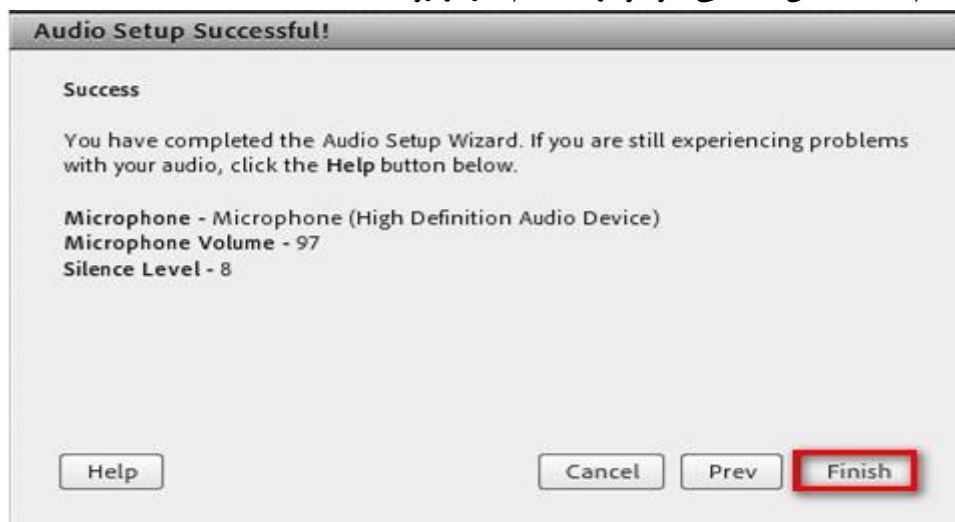 Audio Setup Successful!
Success
You have completed the Audio Setup Wizard. If you are still experiencing problems
with your audio, click the Help button below.
Microphone - Microphone (High Definition Audio Device)
Microphone Volume - 97
Silence Level - 8
Help
Cancel
Prev
Finish